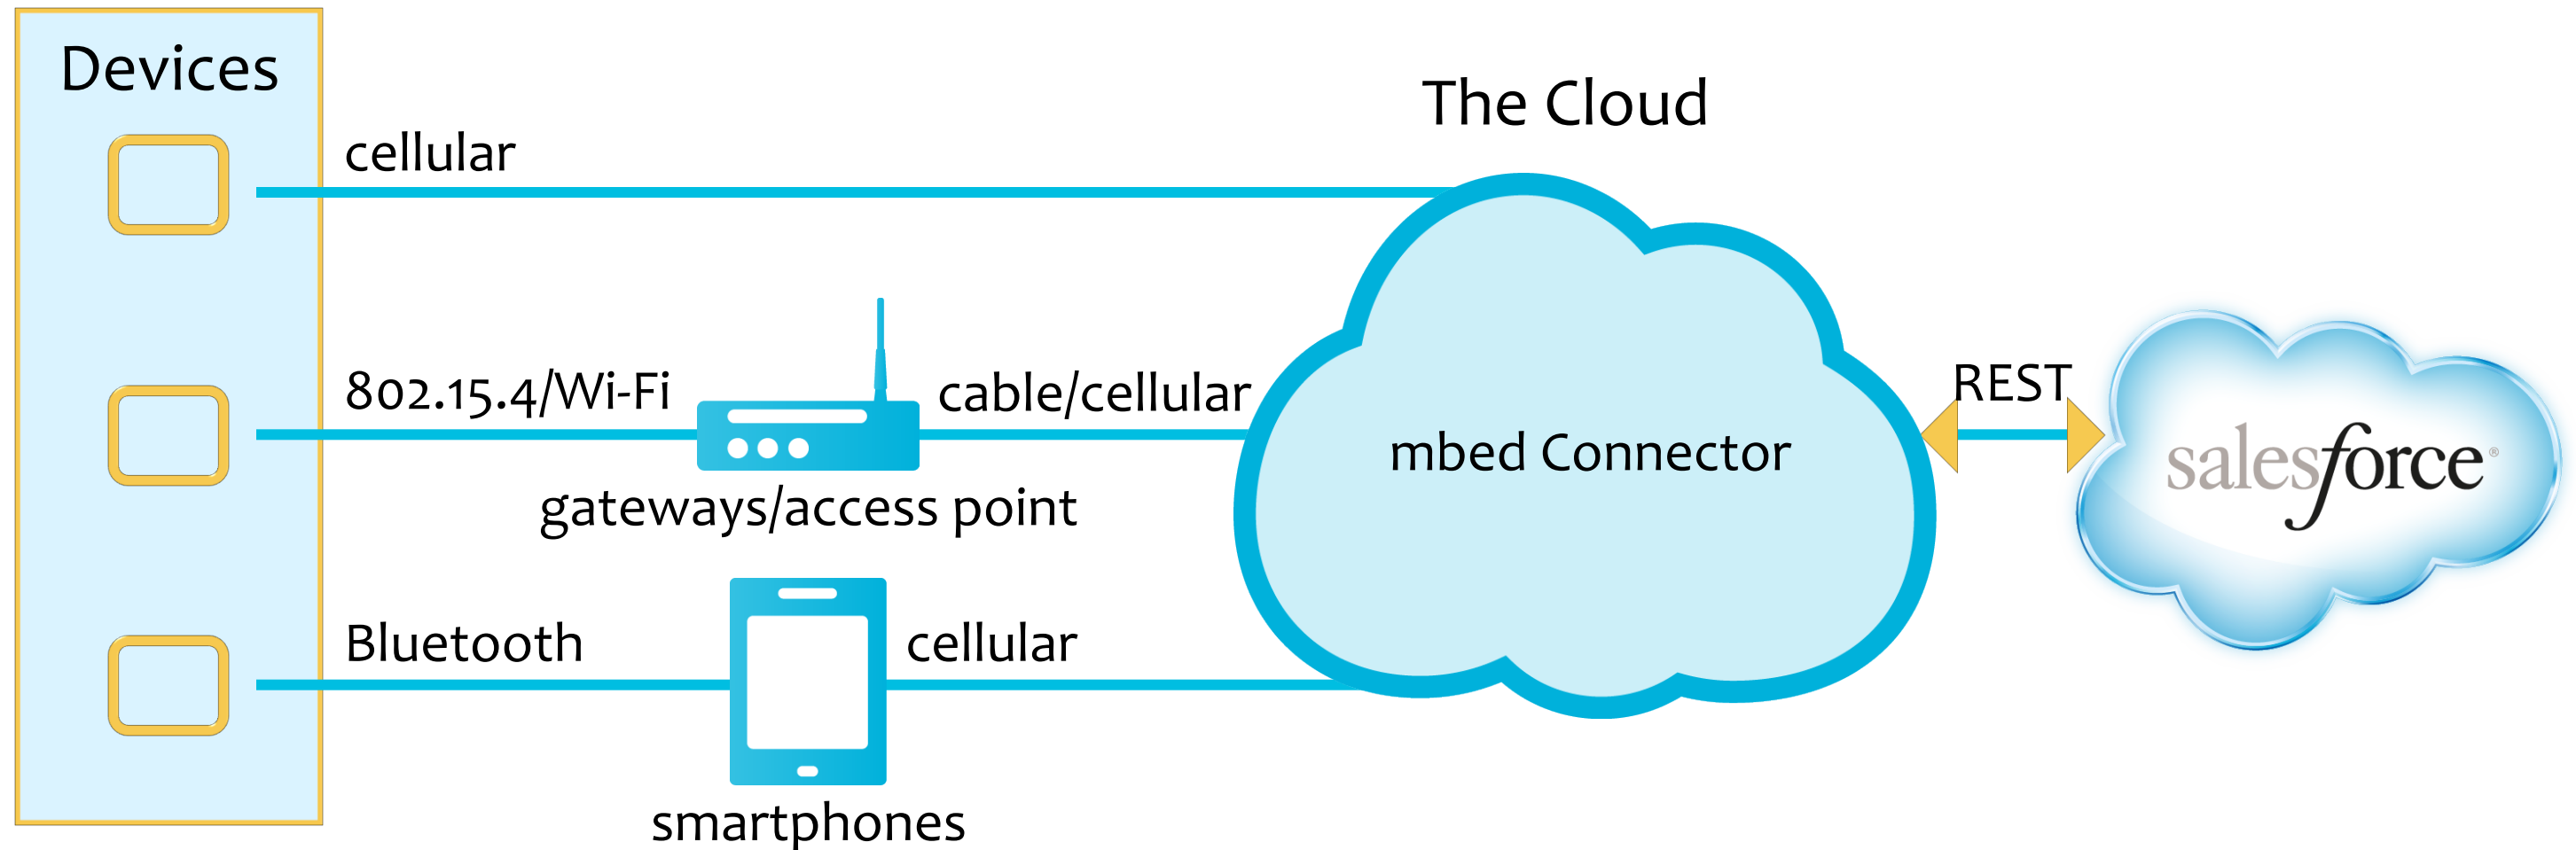 Devices
The Cloud
cellular
802.15.4/Wi-Fi
cable/cellular
gateways/access point
mbed Connector
REST
salesforce®
Bluetooth
cellular
smartphones